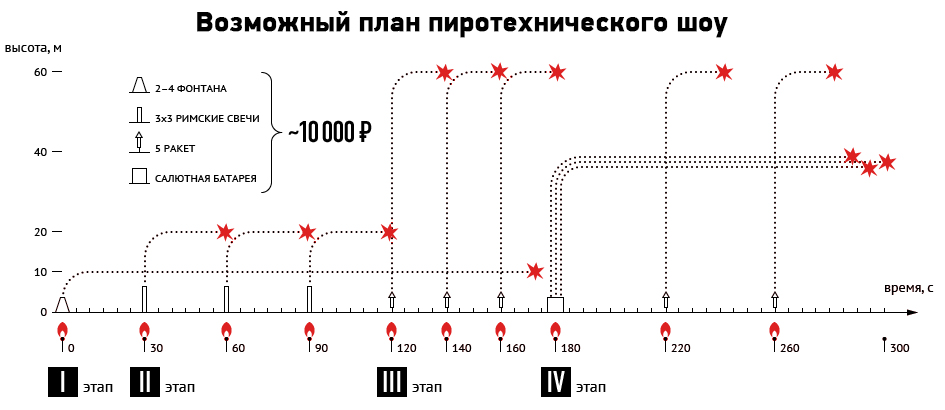 Возможный план пиротехнического шоу
высота, м
60
40
20
10
0
2–4 ФОНТАНА
3х3 РИМСКИЕ СВЕЧИ
5 РАКЕТ
САЛЮТНАЯ БАТАРЕЯ
~10 000 ₽
время, с
0 30 60 90 120 140 160 180 220 260 300
I этап II этап III этап IV этап